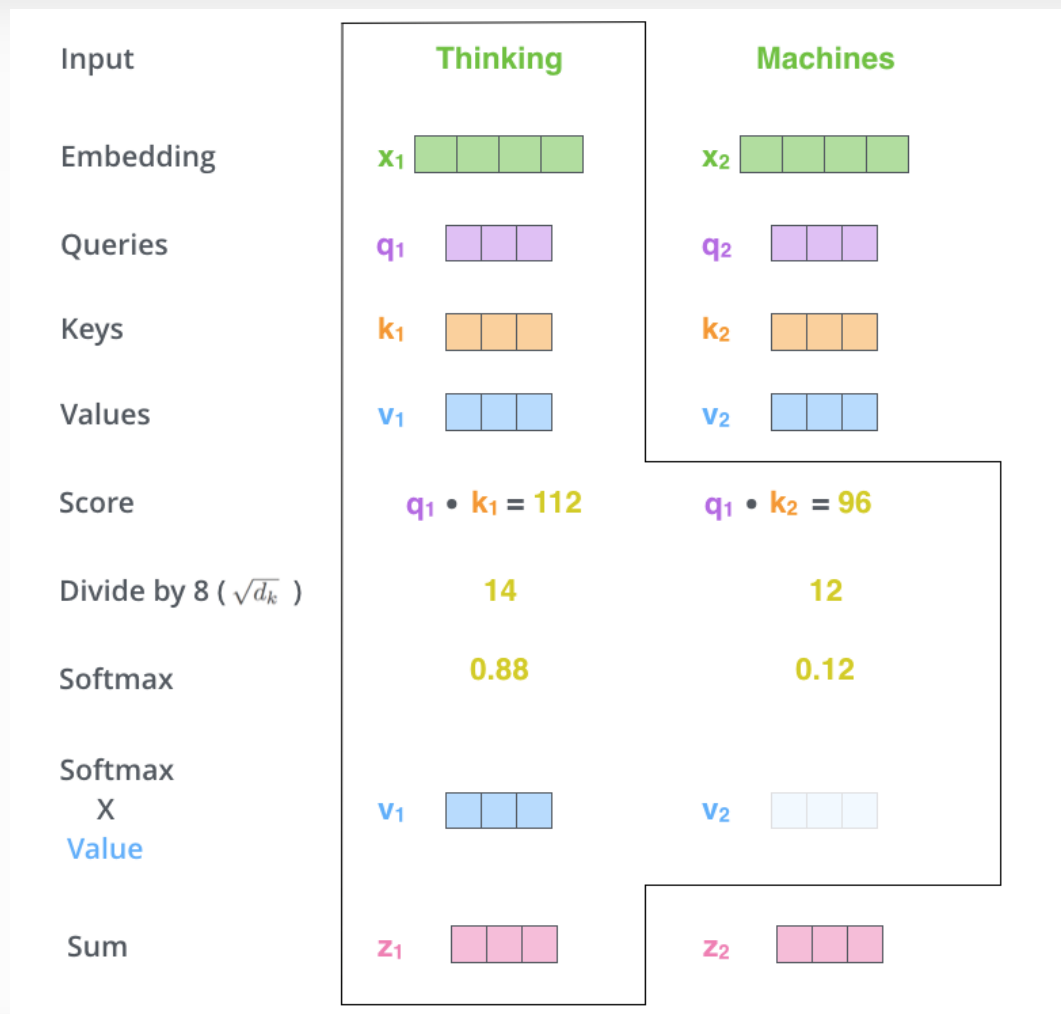 Input Thinking Machines
Embedding x₁ x₂
Queries q₁ q₂
Keys k₁ k₂
Values v₁ v₂
Score q₁ • k₁ = 112 q₁ • k₂ = 96
Divide by 8 ( √dₖ ) 14 12
Softmax 0.88 0.12
Softmax
X
Value
v₁ v₂
Sum z₁ z₂